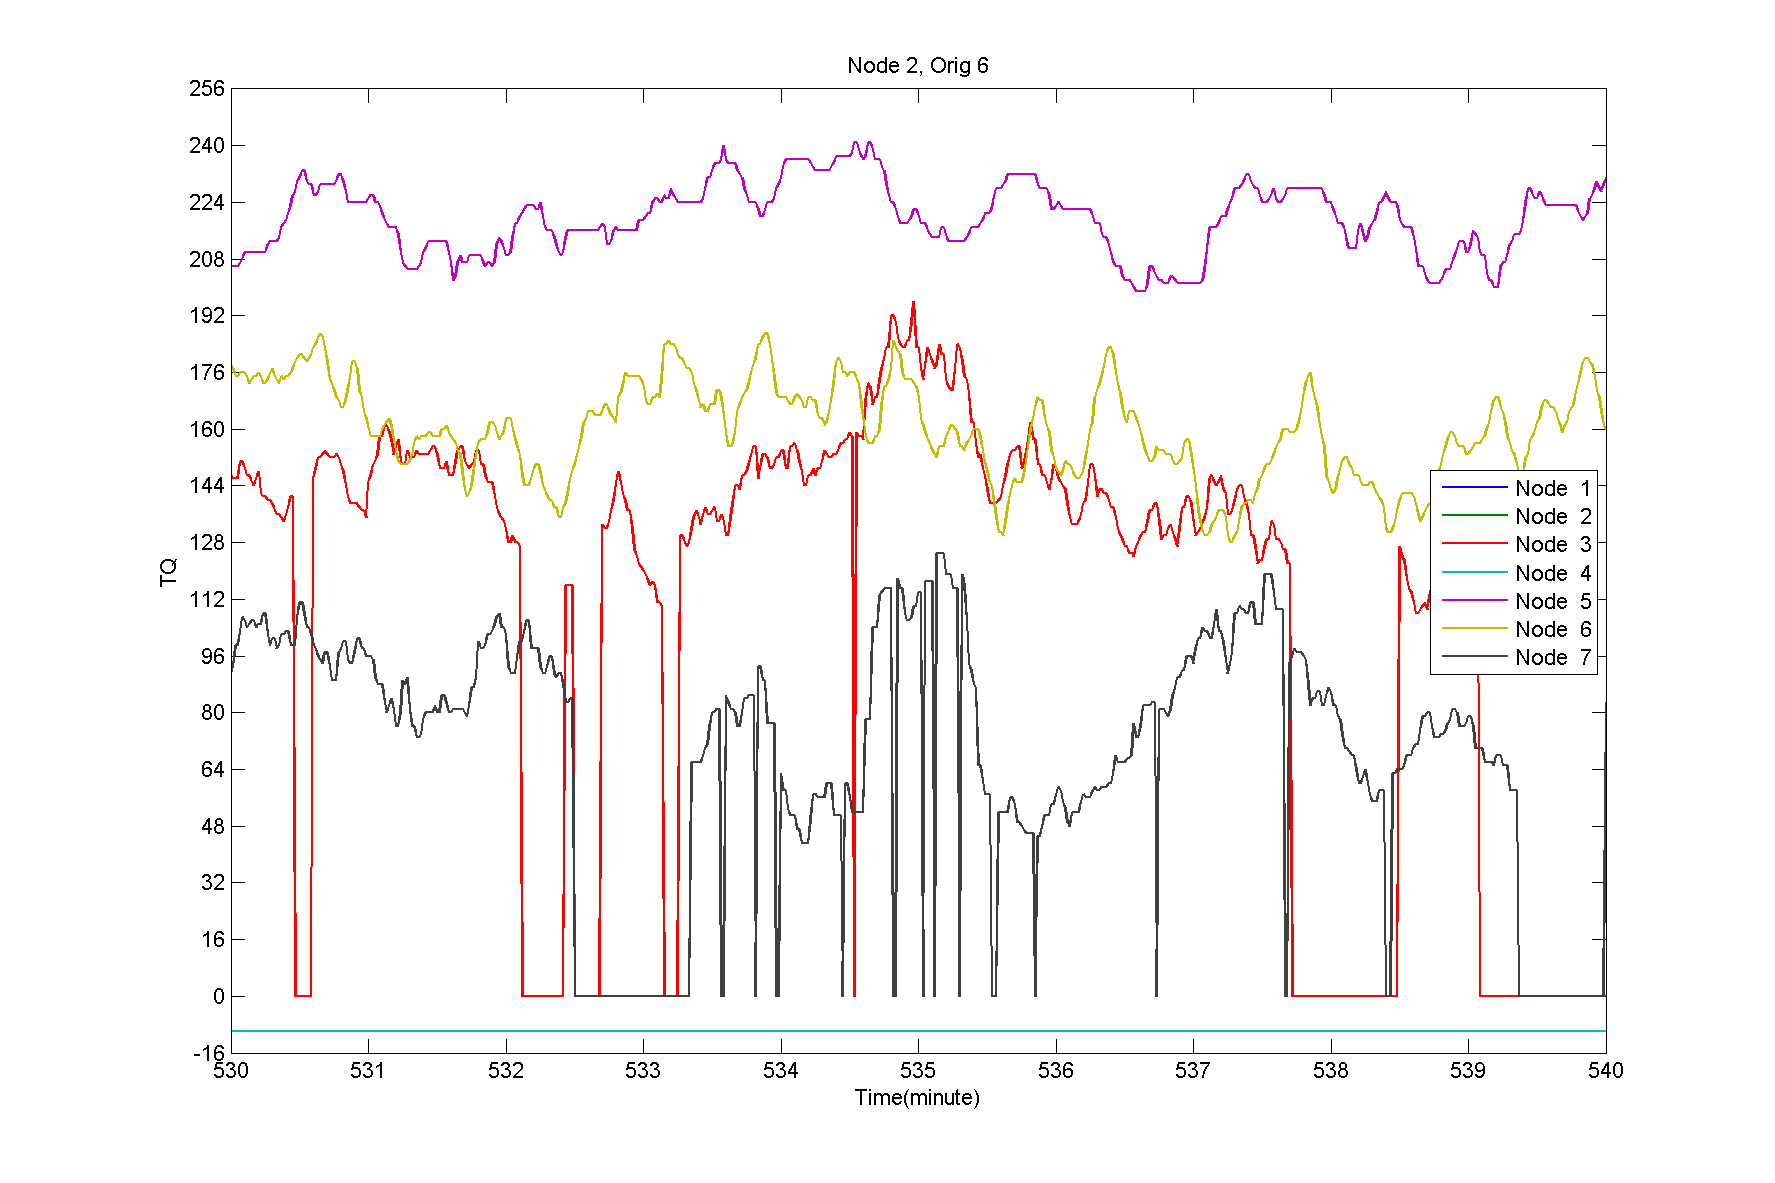 Node 2, Orig 6
256
240
224
208
192
176
160
144
128
112
96
80
64
48
32
16
0
-16
TQ
Node 1
Node 2
Node 3
Node 4
Node 5
Node 6
Node 7
530 531 532 533 534 535 536 537 538 539 540
Time(minute)